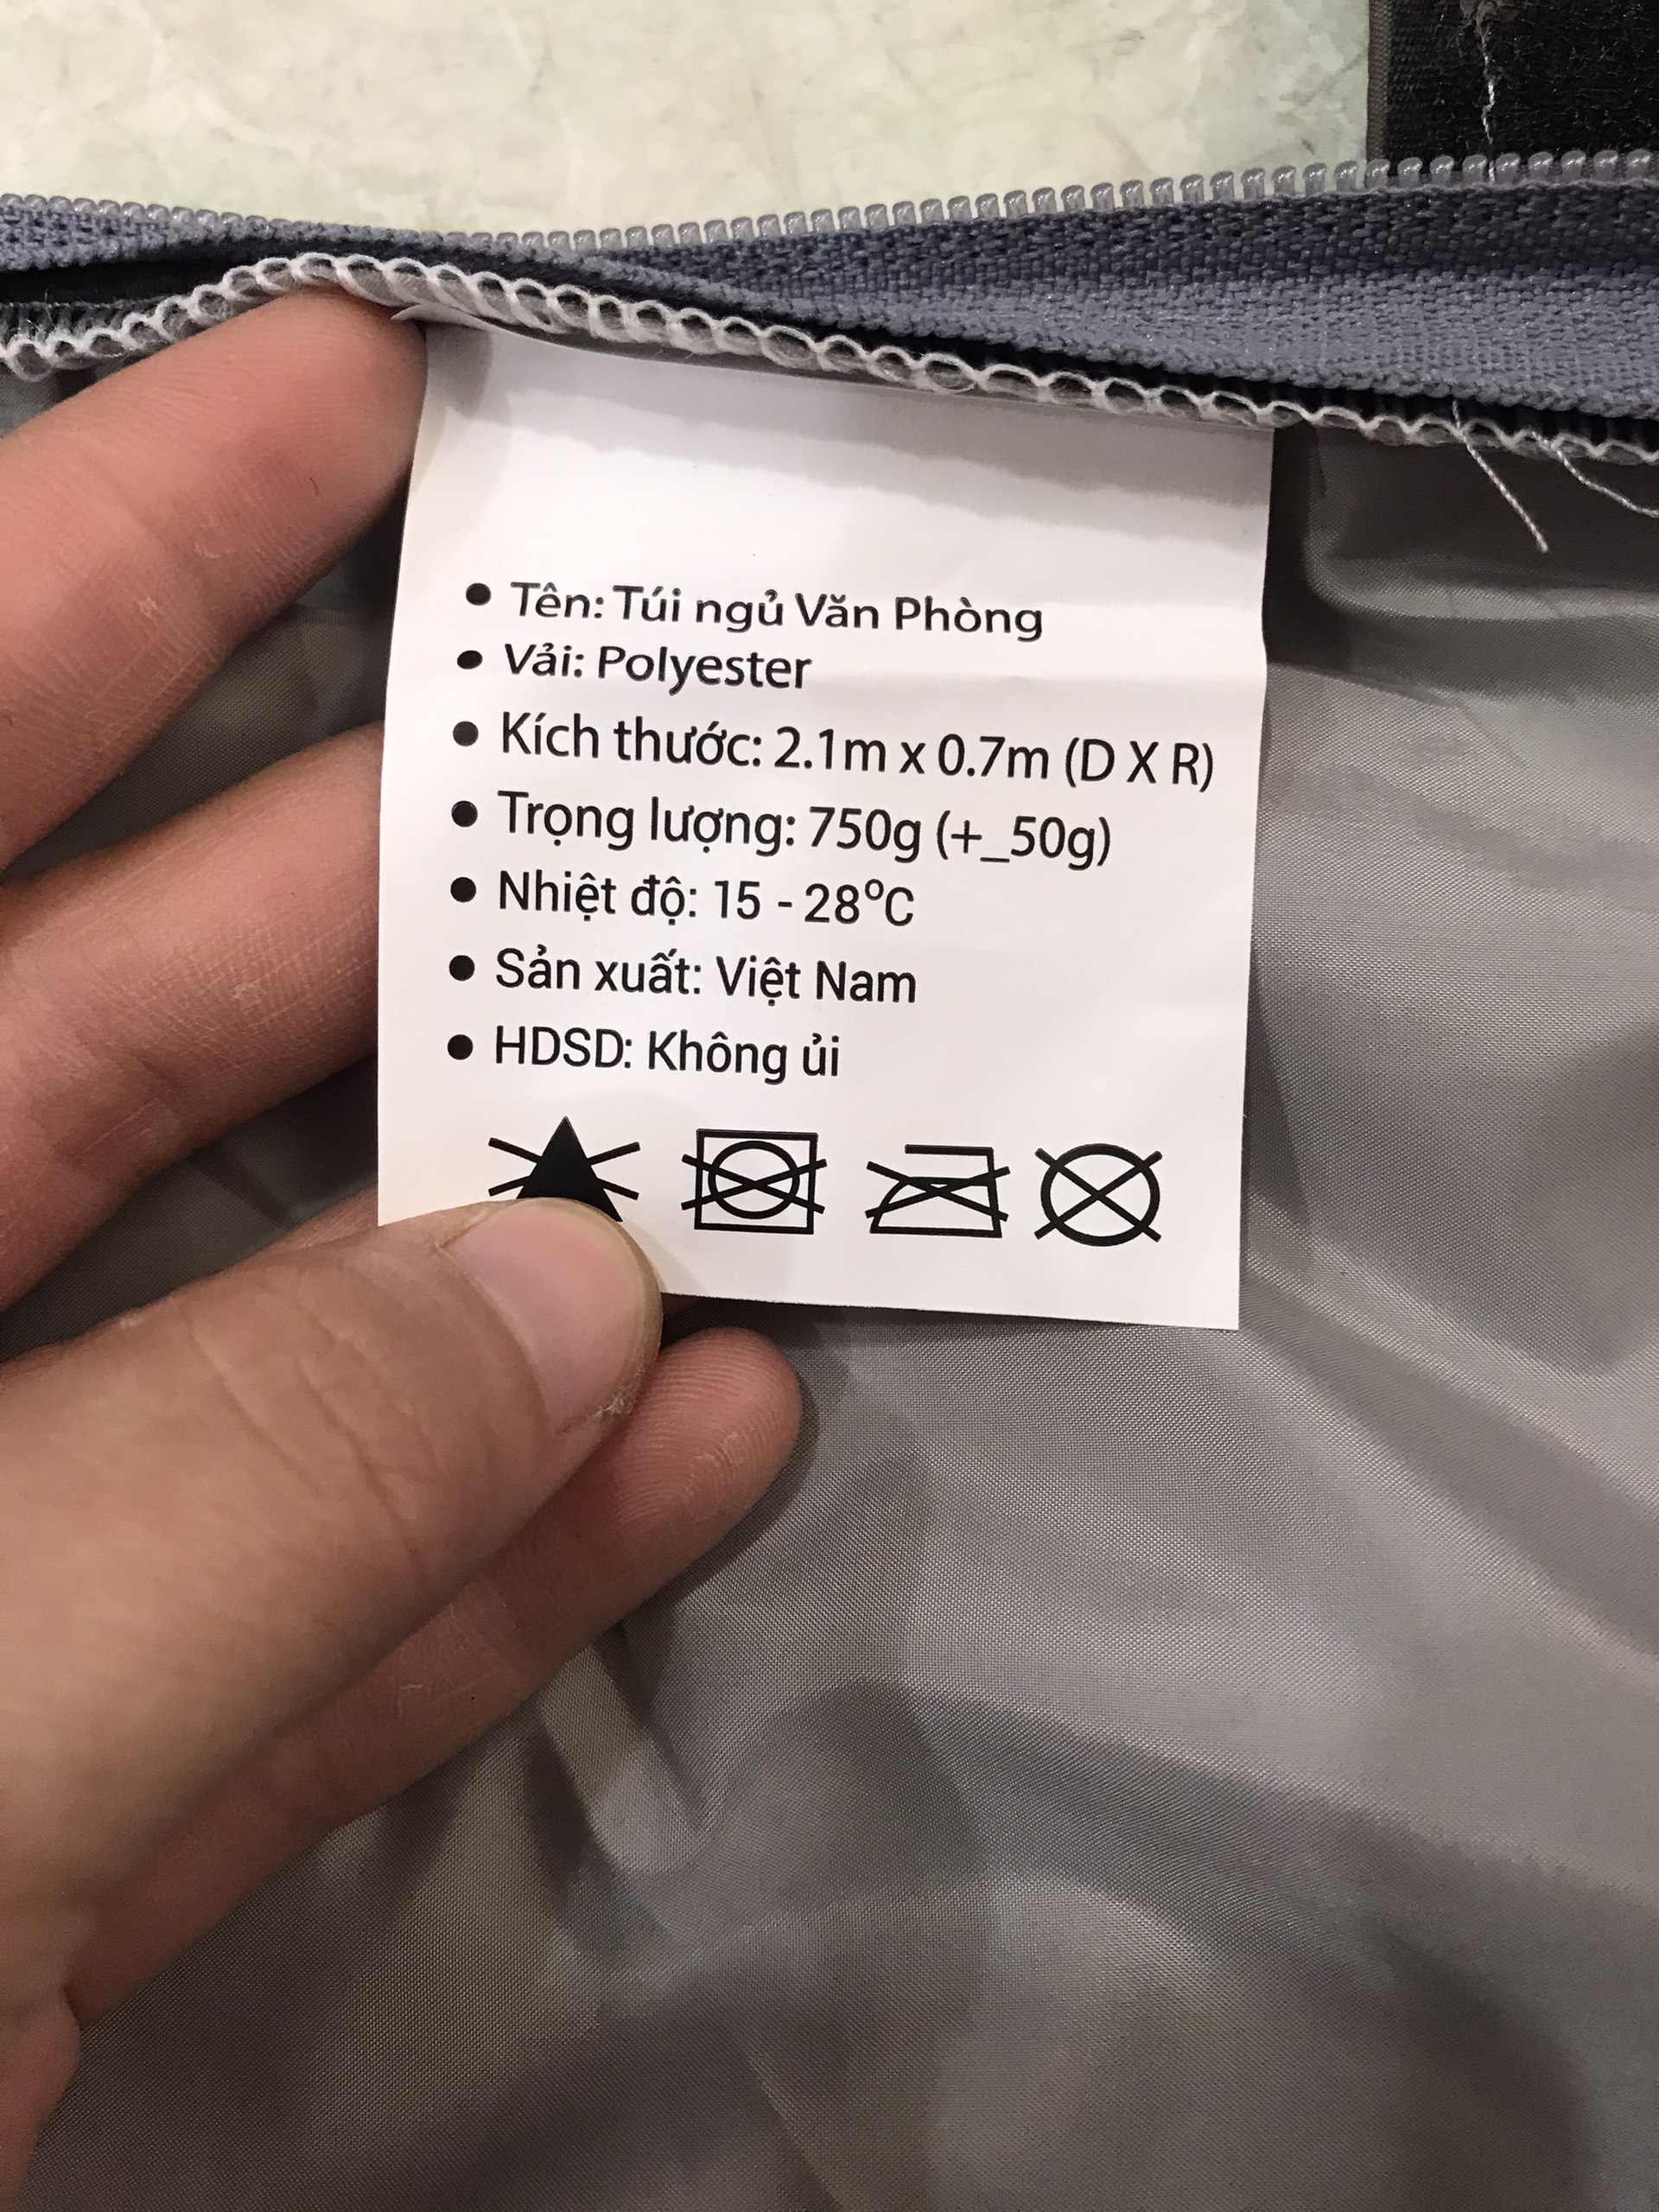 • Tên: Túi ngủ Văn Phòng
• Vải: Polyester
• Kích thước: 2.1m x 0.7m (D X R)
• Trọng lượng: 750g (+_50g)
• Nhiệt độ: 15 - 28°C
• Sản xuất: Việt Nam
• HDSD: Không ủi